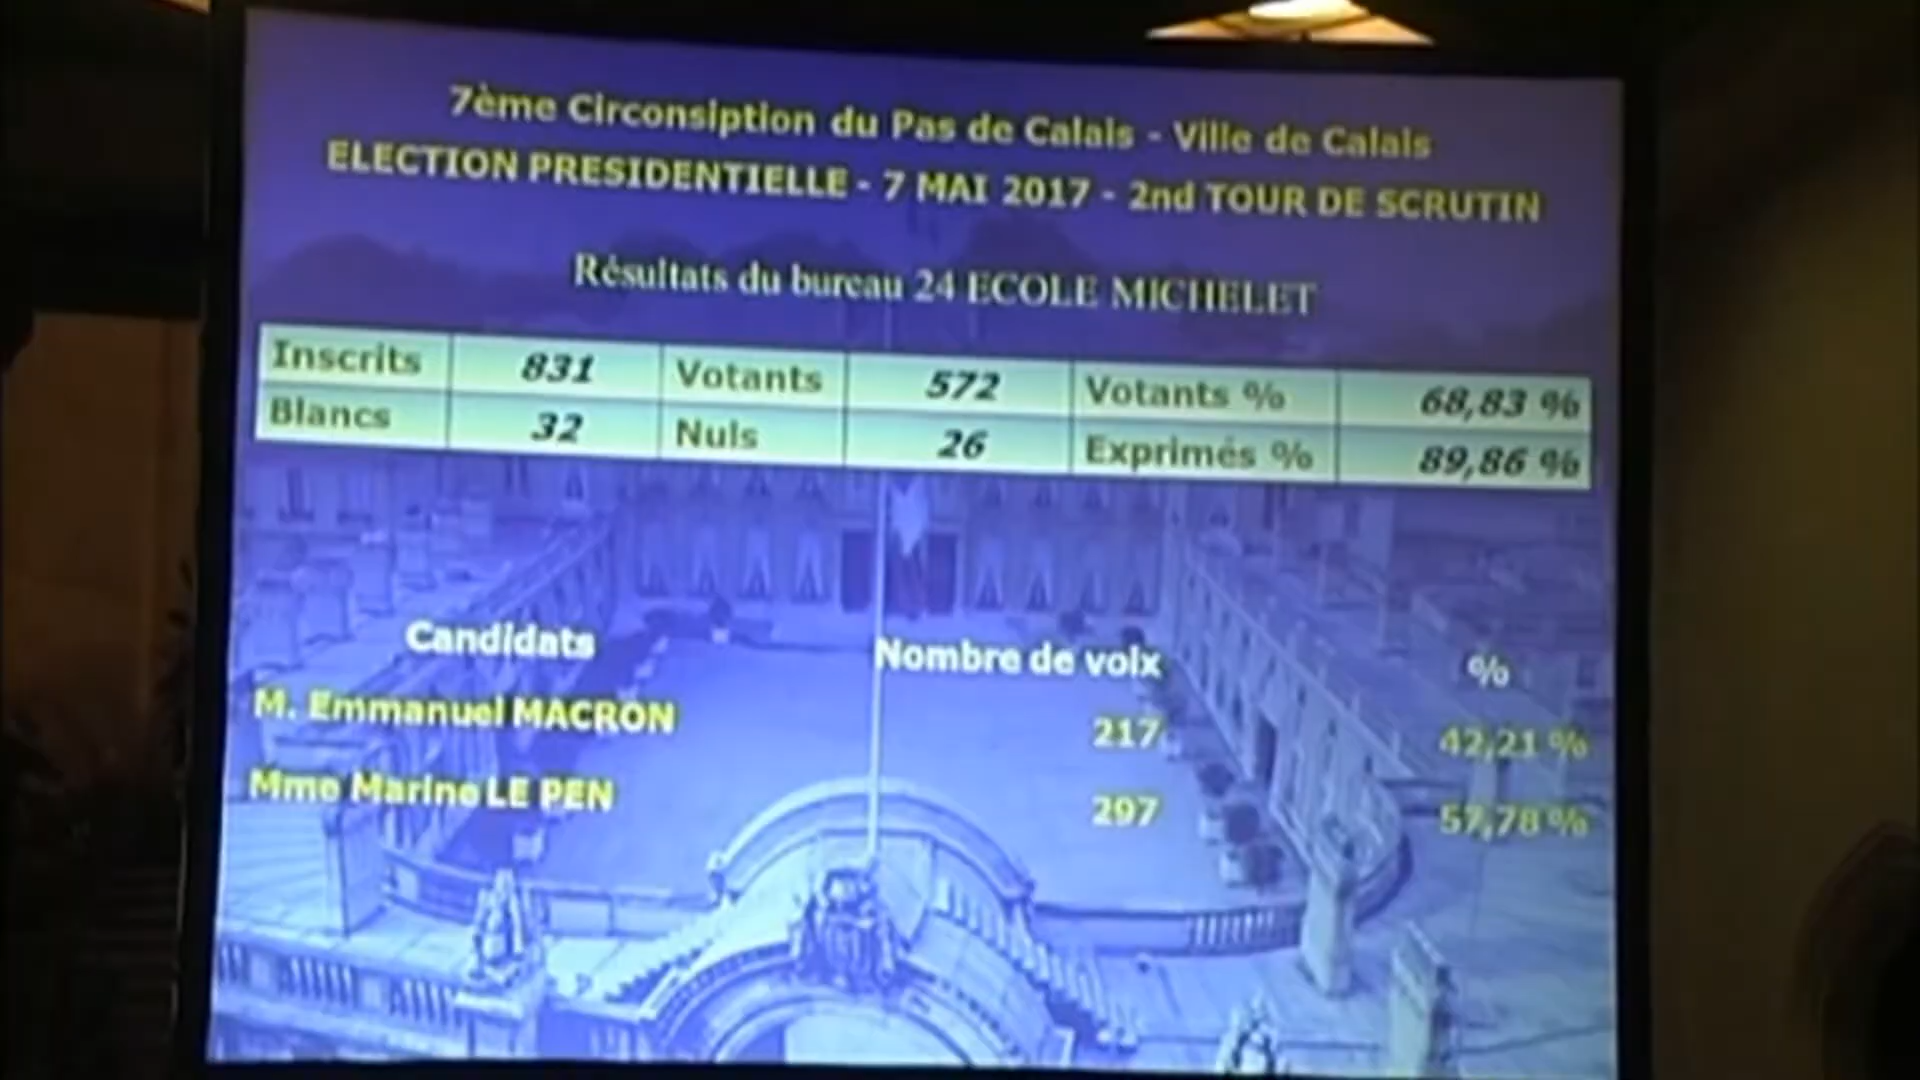 7ème Circonsiption du Pas de Calais - Ville de Calais
ELECTION PRESIDENTIELLE - 7 MAI 2017 - 2nd TOUR DE SCRUTIN
Résultats du bureau 24 ECOLE MICHELET
Inscrits 831 Votants 572 Votants % 68,83 %
Blancs 32 Nuls 26 Exprimés % 89,86 %
Candidats Nombre de voix %
M. Emmanuel MACRON 217 42,21 %
Mme Marine LE PEN 297 57,78 %